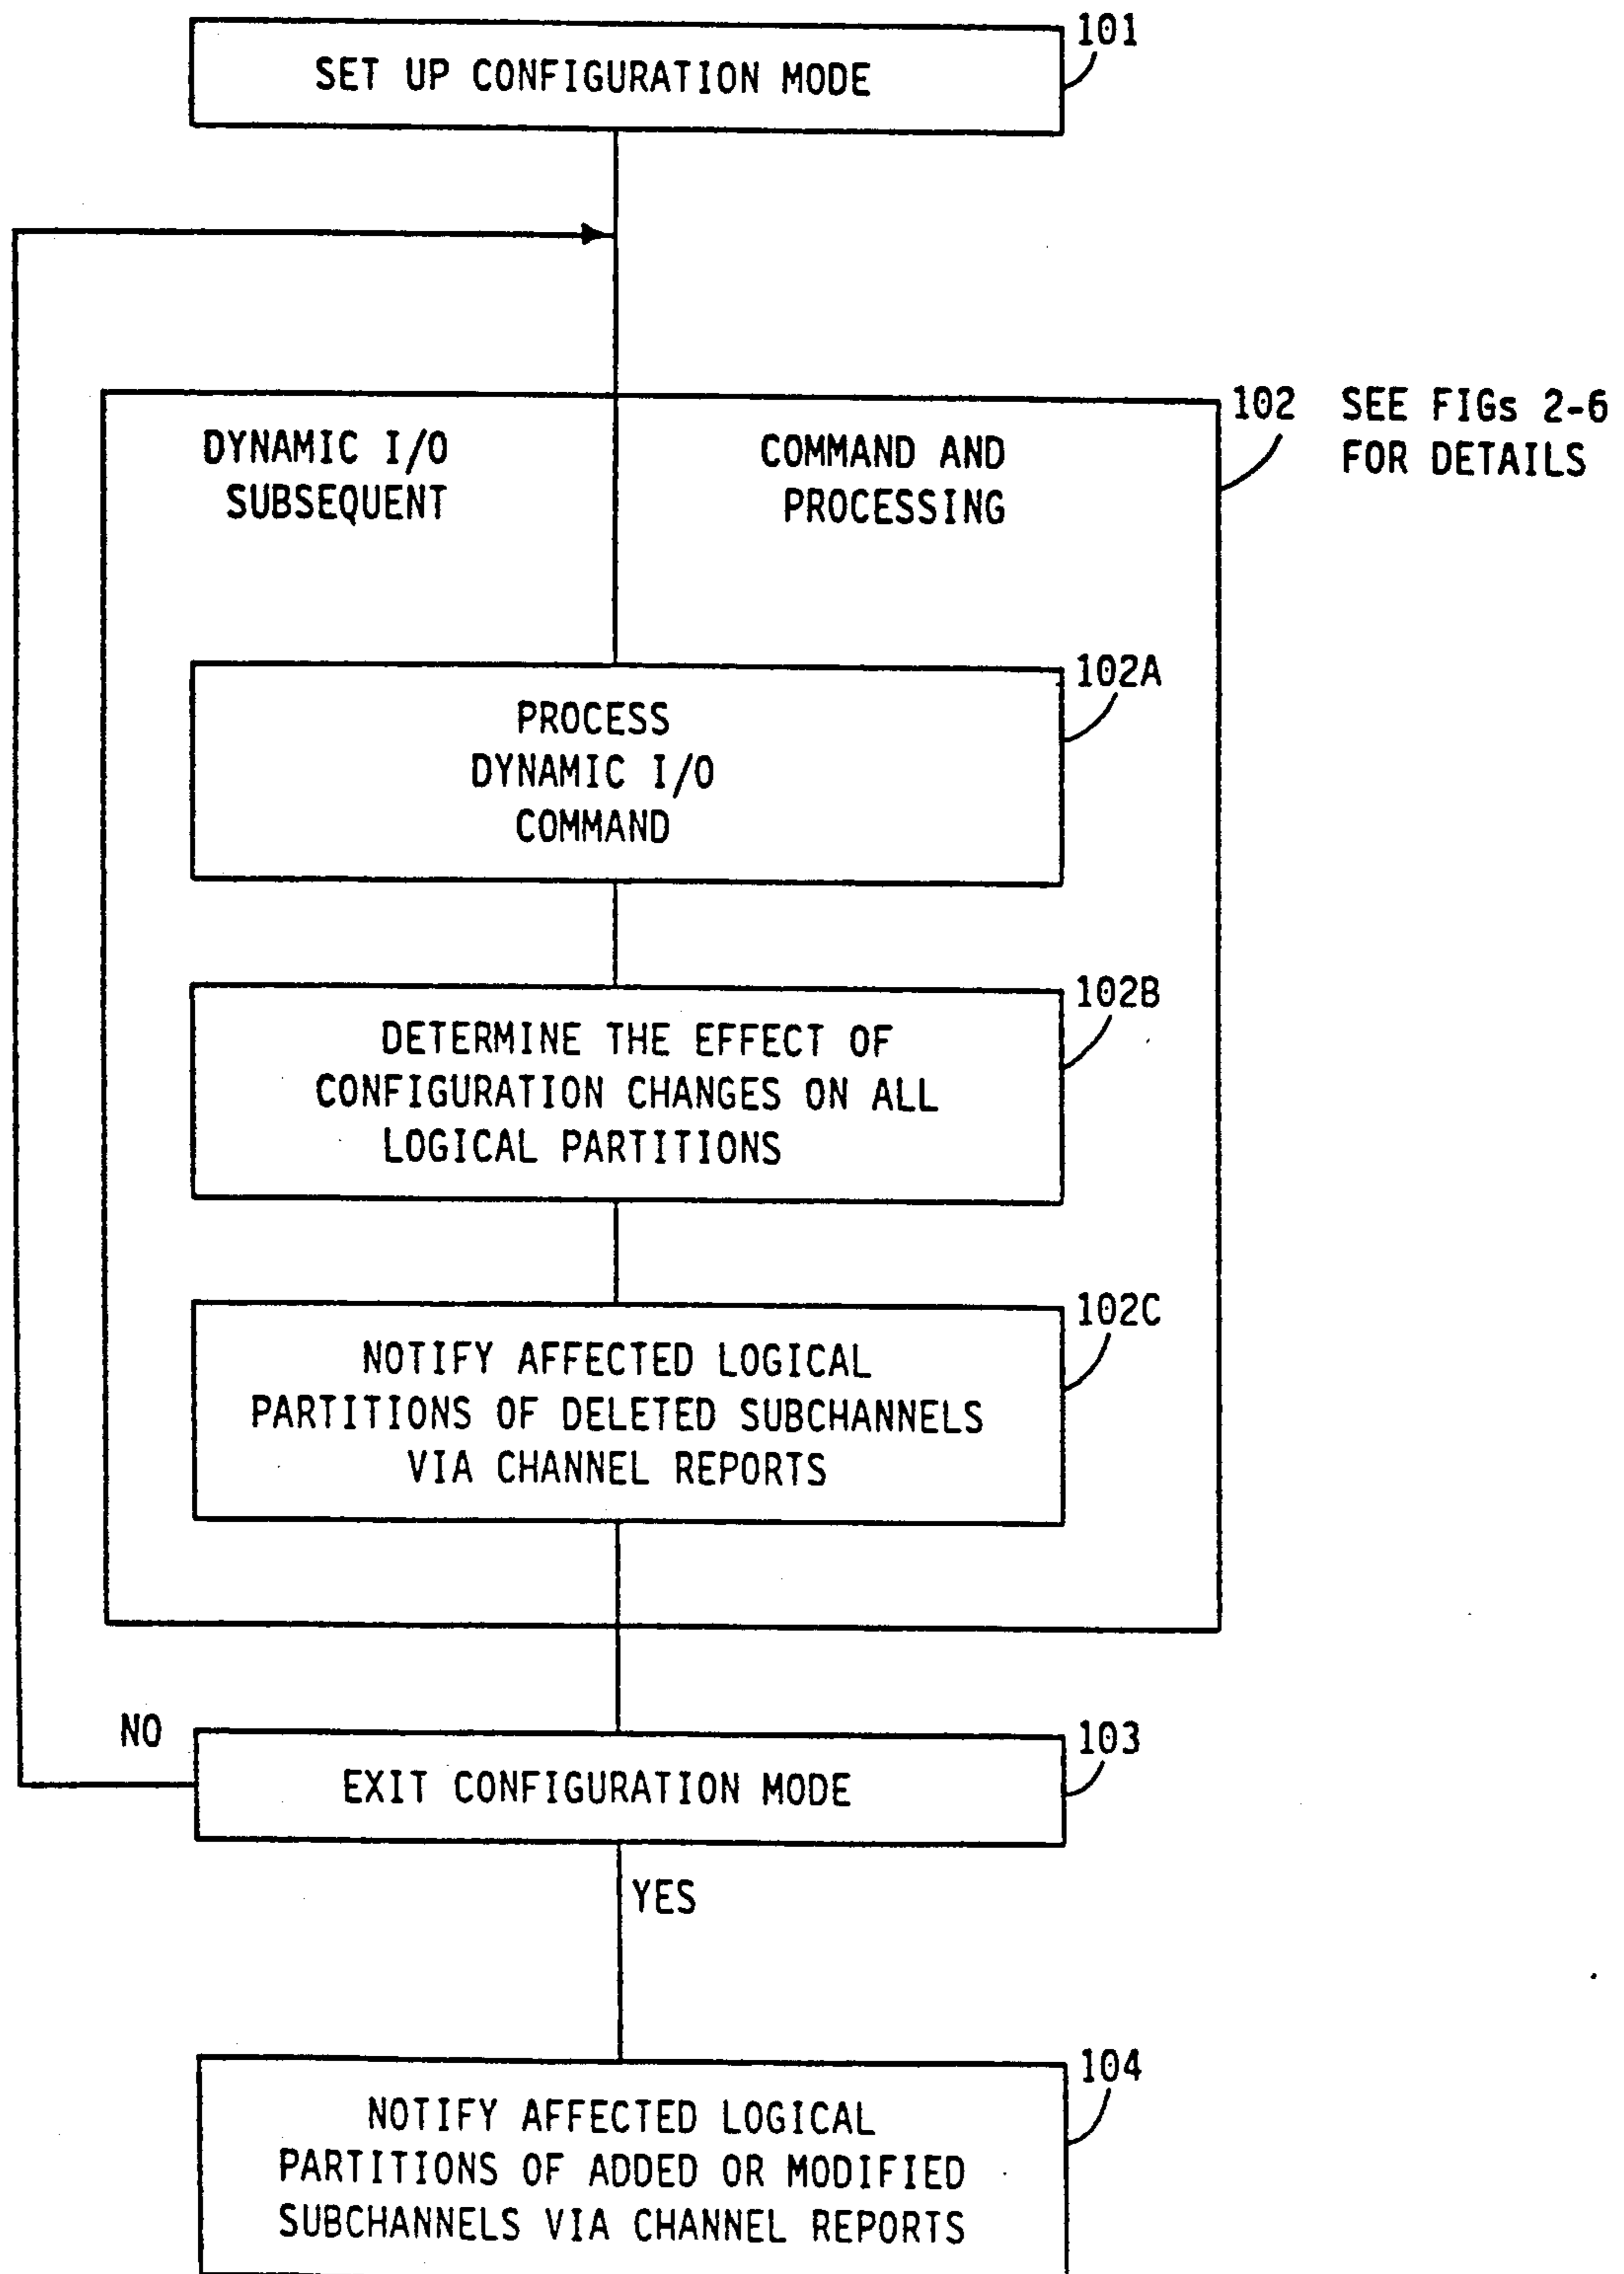 101
SET UP CONFIGURATION MODE
102 SEE FIGs 2-6
FOR DETAILS
DYNAMIC I/O COMMAND AND
SUBSEQUENT PROCESSING
102A
PROCESS
DYNAMIC I/O
COMMAND
102B
DETERMINE THE EFFECT OF
CONFIGURATION CHANGES ON ALL
LOGICAL PARTITIONS
102C
NOTIFY AFFECTED LOGICAL
PARTITIONS OF DELETED SUBCHANNELS
VIA CHANNEL REPORTS
NO
103
EXIT CONFIGURATION MODE
YES
104
NOTIFY AFFECTED LOGICAL
PARTITIONS OF ADDED OR MODIFIED
SUBCHANNELS VIA CHANNEL REPORTS